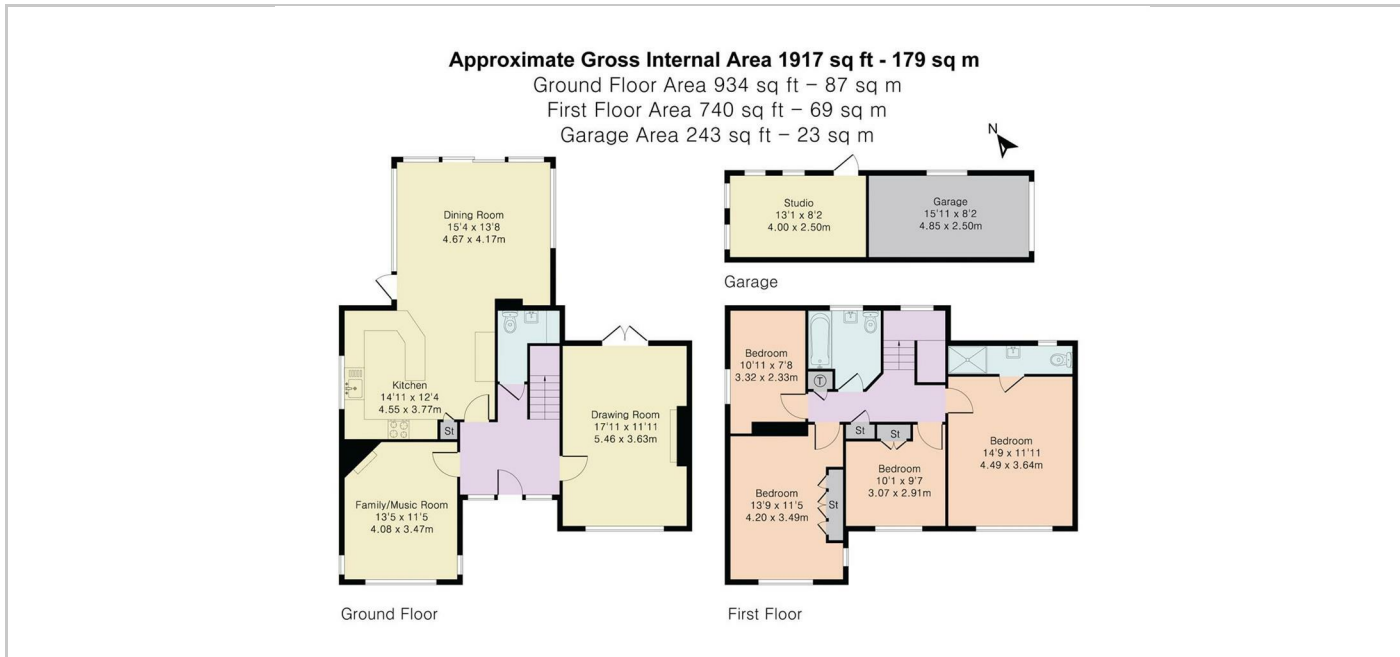 Approximate Gross Internal Area 1917 sq ft - 179 sq m
Ground Floor Area 934 sq ft – 87 sq m
First Floor Area 740 sq ft – 69 sq m
Garage Area 243 sq ft – 23 sq m
N
Dining Room
15'4 x 13'8
4.67 x 4.17m
Kitchen
14'11 x 12'4
4.55 x 3.77m
St
Drawing Room
17'11 x 11'11
5.46 x 3.63m
Family/Music Room
13'5 x 11'5
4.08 x 3.47m
Ground Floor
Studio
13'1 x 8'2
4.00 x 2.50m
Garage
15'11 x 8'2
4.85 x 2.50m
Garage
Bedroom
10'11 x 7'8
3.32 x 2.33m
T
St
St
Bedroom
14'9 x 11'11
4.49 x 3.64m
Bedroom
10'1 x 9'7
3.07 x 2.91m
Bedroom
13'9 x 11'5
4.20 x 3.49m
St
First Floor